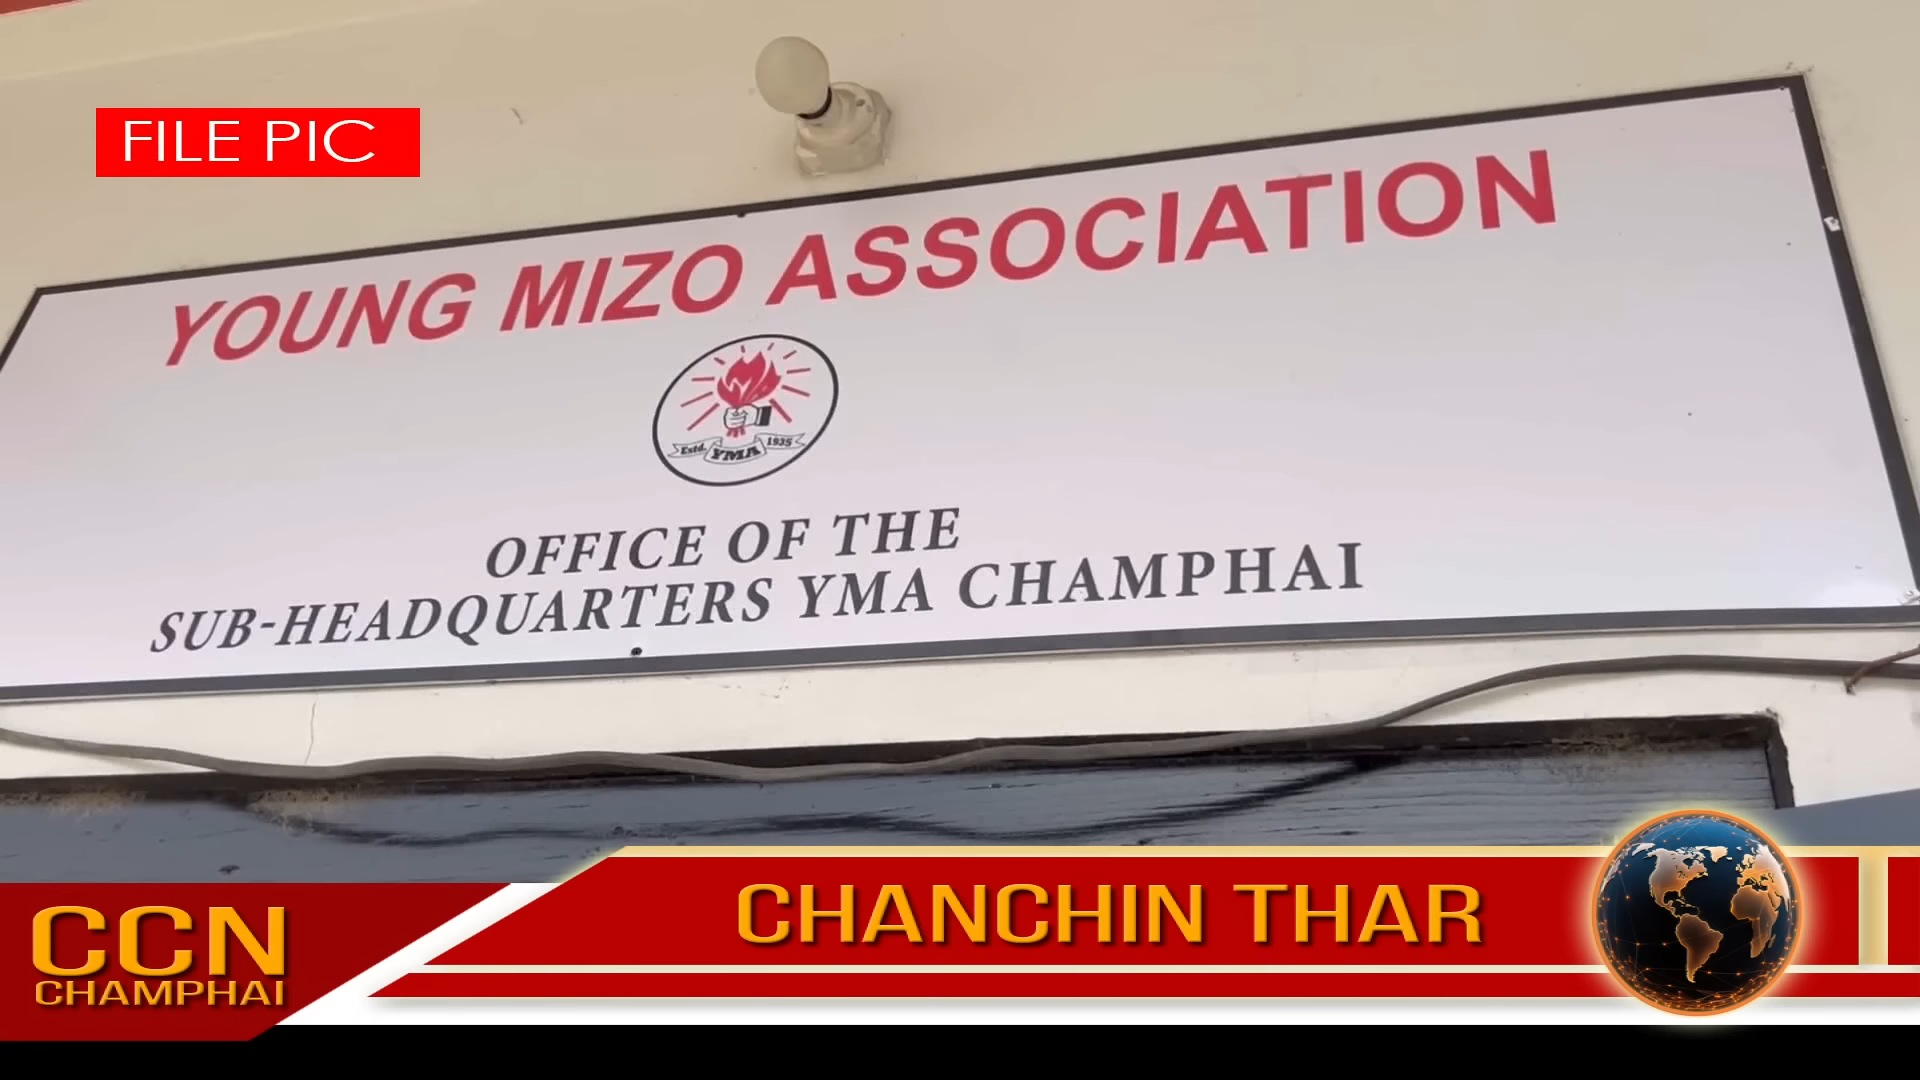 FILE PIC
YOUNG MIZO ASSOCIATION
Estd. YMA 1935
OFFICE OF THE
SUB-HEADQUARTERS YMA CHAMPHAI
CCN
CHAMPHAI
CHANCHIN THAR